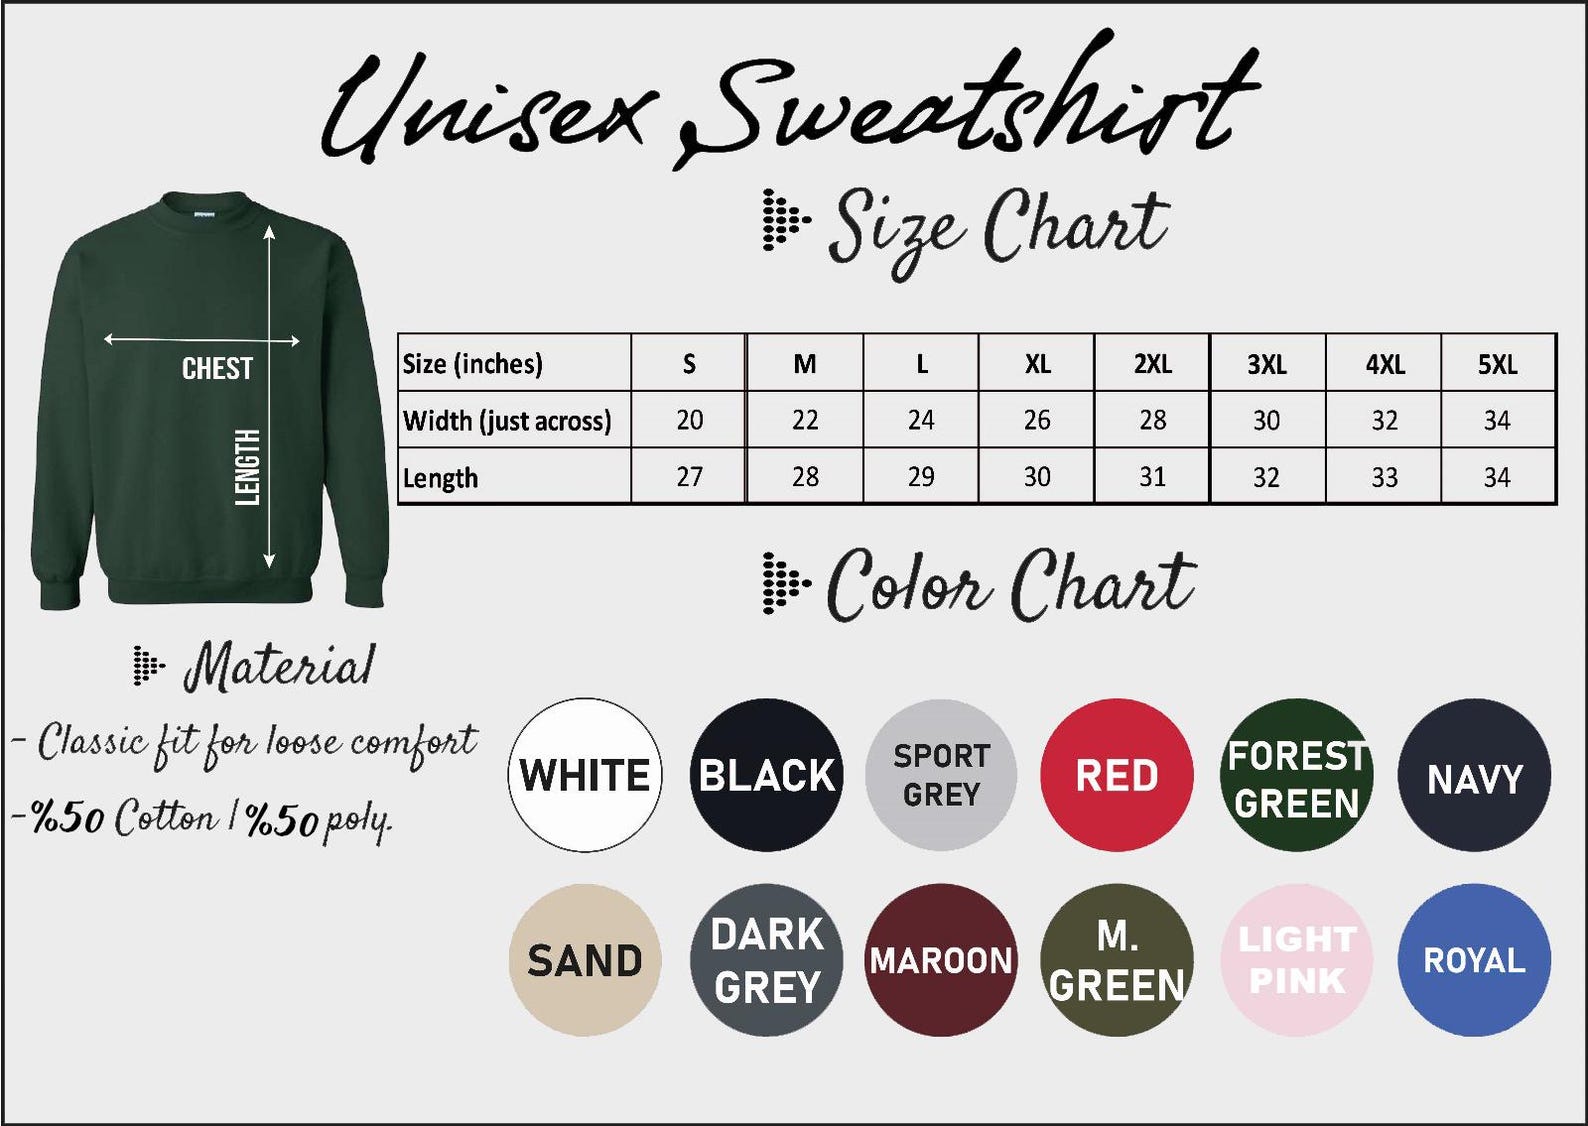 Unisex Sweatshirt
Size Chart
CHEST
LENGTH
Size (inches) S M L XL 2XL 3XL 4XL 5XL
Width (just across) 20 22 24 26 28 30 32 34
Length 27 28 29 30 31 32 33 34
Color Chart
Material
- Classic fit for loose comfort
-%50 Cotton / %50 poly.
WHITE
BLACK
SPORT
GREY
RED
FOREST
GREEN
NAVY
SAND
DARK
GREY
MAROON
M.
GREEN
LIGHT
PINK
ROYAL